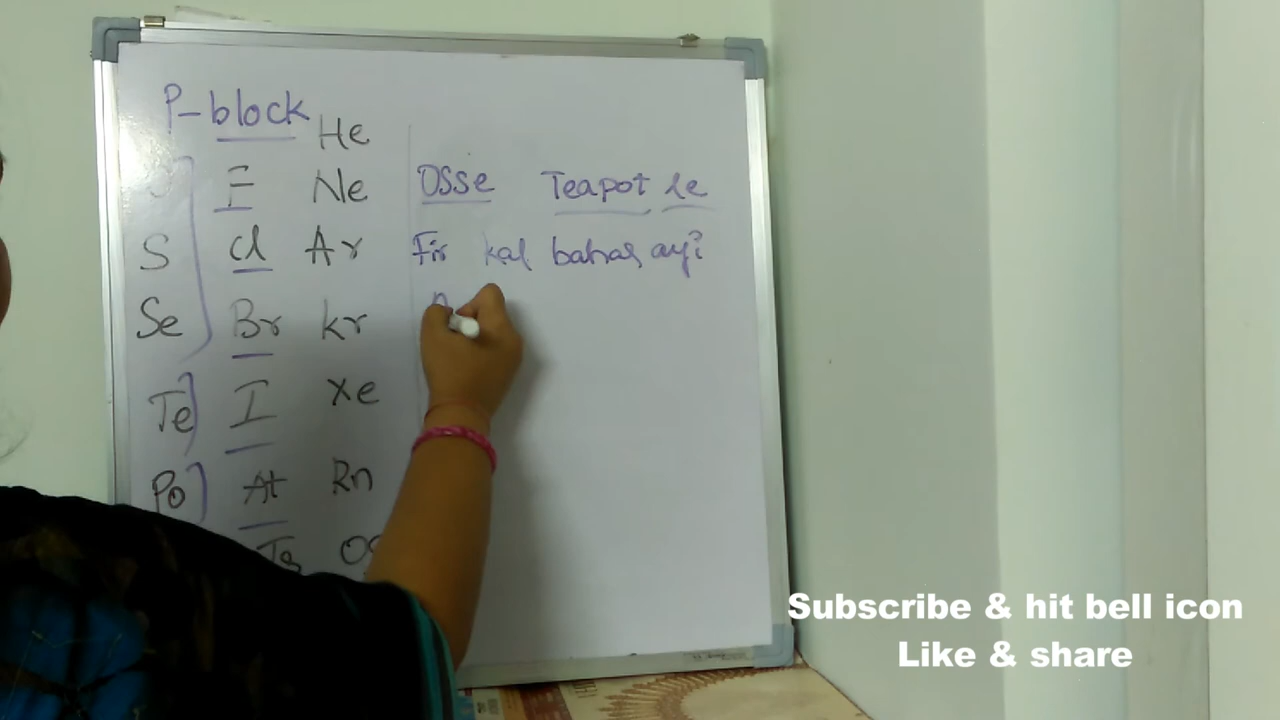 P-block
He
I Ne Osse Teapot le
S Cl Ar Fir kal bahar ayi
Se Br Kr
Te I Xe
Po At Rn
Ts
Subscribe & hit bell icon
Like & share